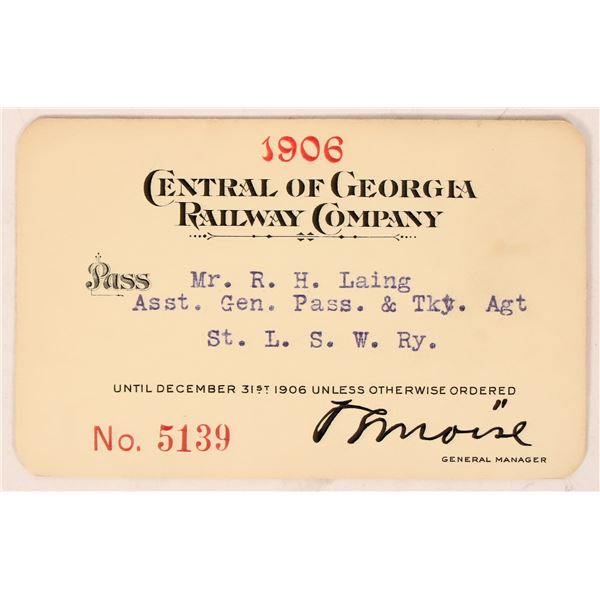 1906
CENTRAL OF GEORGIA
RAILWAY COMPANY
Pass Mr. R. H. Laing
Asst. Gen. Pass. & Tky. Agt
St. L. S. W. Ry.
UNTIL DECEMBER 31ST 1906 UNLESS OTHERWISE ORDERED
No. 5139
GENERAL MANAGER